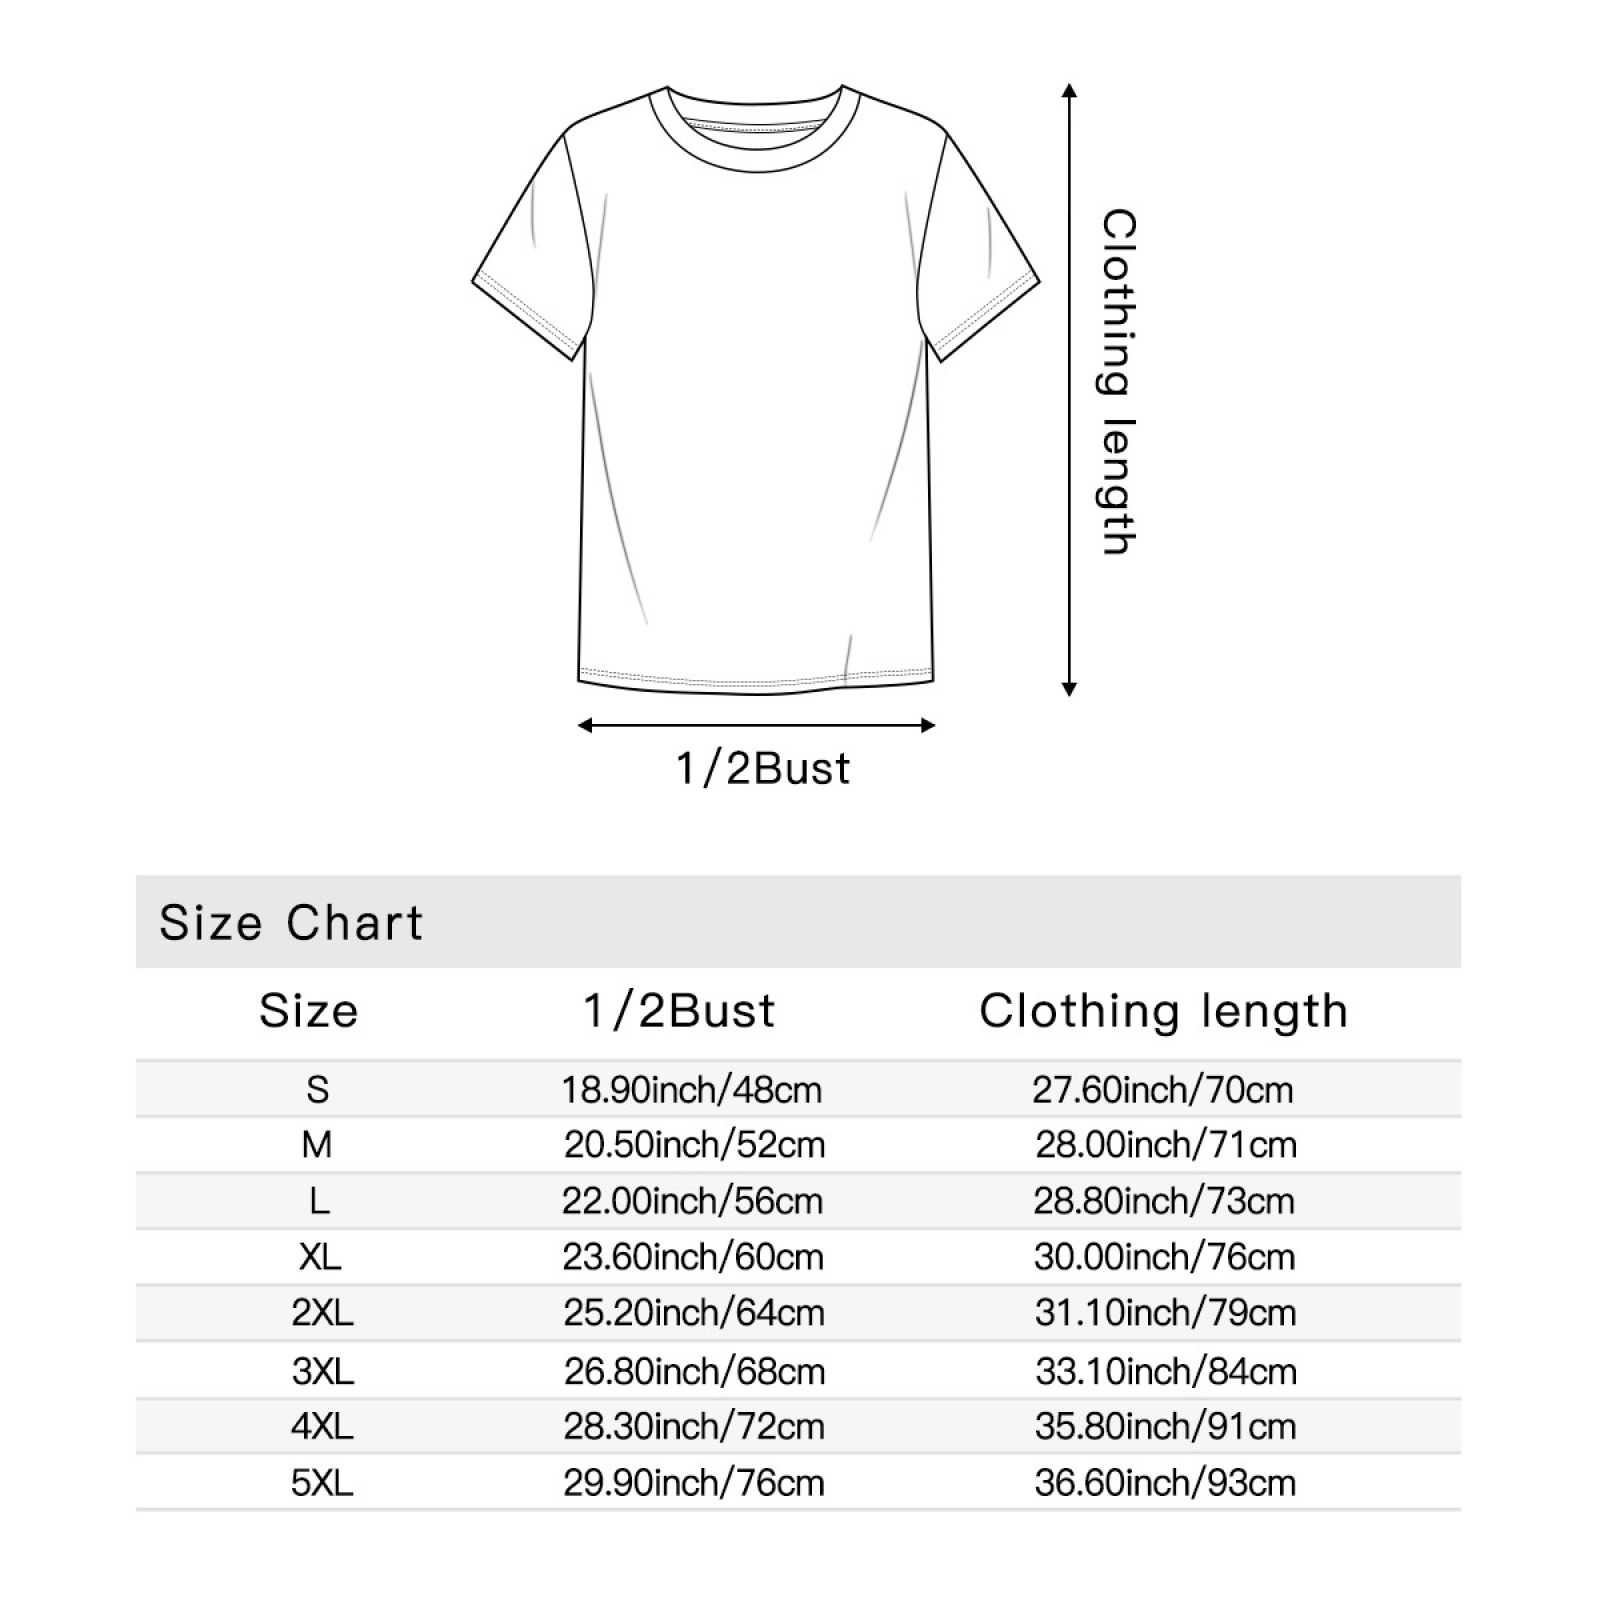 Clothing length
1/2Bust
Size Chart
Size 1/2Bust Clothing length
S 18.90inch/48cm 27.60inch/70cm
M 20.50inch/52cm 28.00inch/71cm
L 22.00inch/56cm 28.80inch/73cm
XL 23.60inch/60cm 30.00inch/76cm
2XL 25.20inch/64cm 31.10inch/79cm
3XL 26.80inch/68cm 33.10inch/84cm
4XL 28.30inch/72cm 35.80inch/91cm
5XL 29.90inch/76cm 36.60inch/93cm